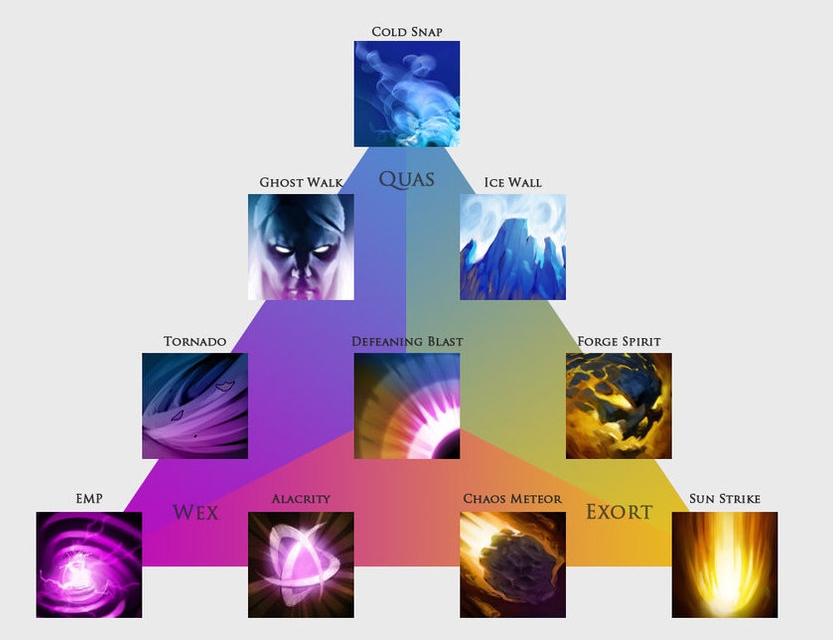 Cold Snap
Quas
Ghost Walk
Ice Wall
Tornado
Defeaning Blast
Forge Spirit
EMP
Wex
Alacrity
Chaos Meteor
Exort
Sun Strike